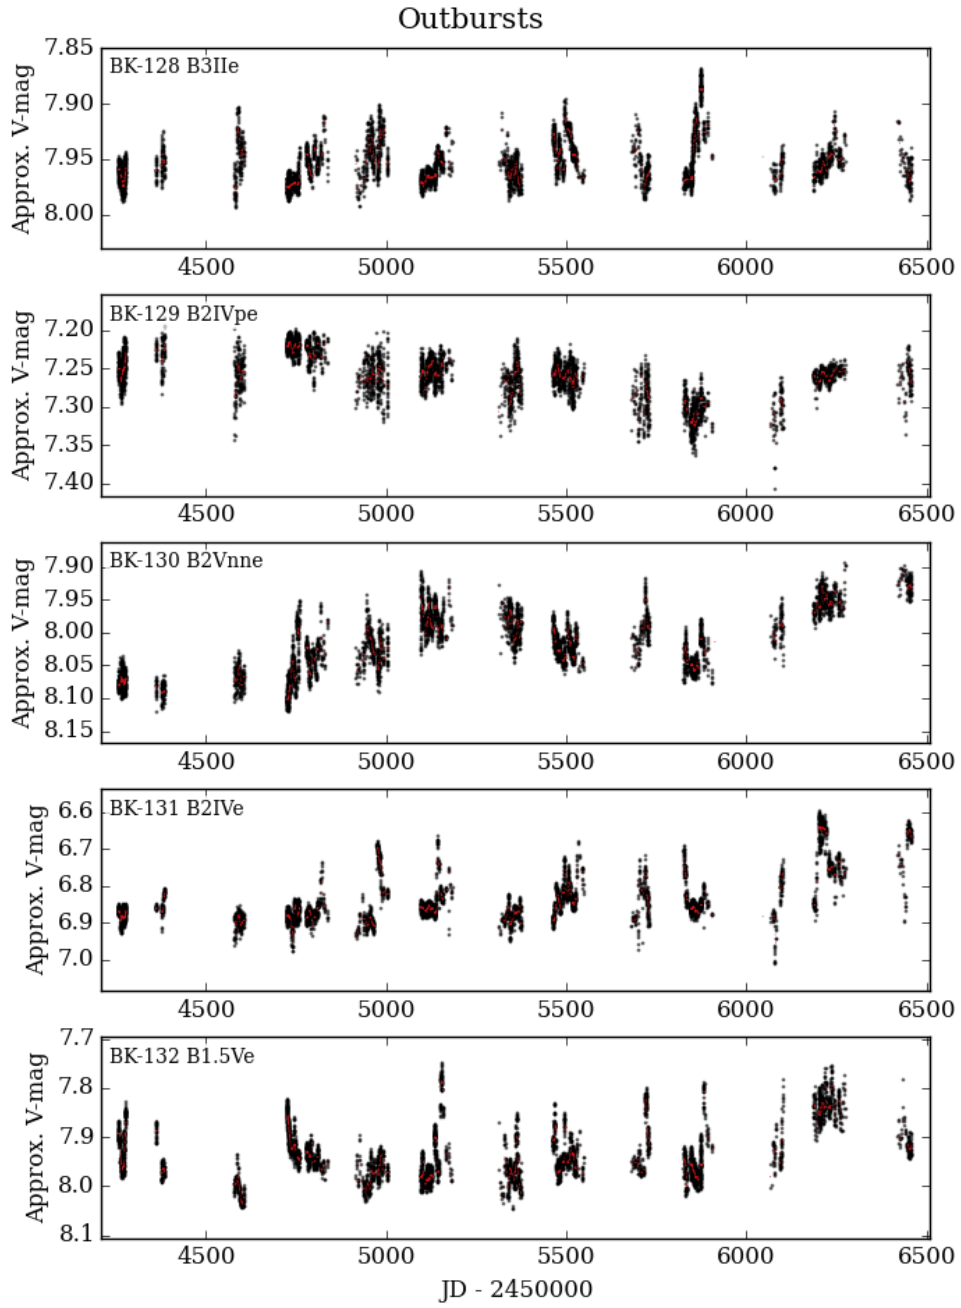 Outbursts
BK-128 B3IIe
Approx. V-mag
7.85
7.90
7.95
8.00
4500 5000 5500 6000 6500
BK-129 B2IVpe
Approx. V-mag
7.20
7.25
7.30
7.35
7.40
4500 5000 5500 6000 6500
BK-130 B2Vnne
Approx. V-mag
7.90
7.95
8.00
8.05
8.10
8.15
4500 5000 5500 6000 6500
BK-131 B2IVe
Approx. V-mag
6.6
6.7
6.8
6.9
7.0
4500 5000 5500 6000 6500
BK-132 B1.5Ve
Approx. V-mag
7.7
7.8
7.9
8.0
8.1
4500 5000 5500 6000 6500
JD - 2450000